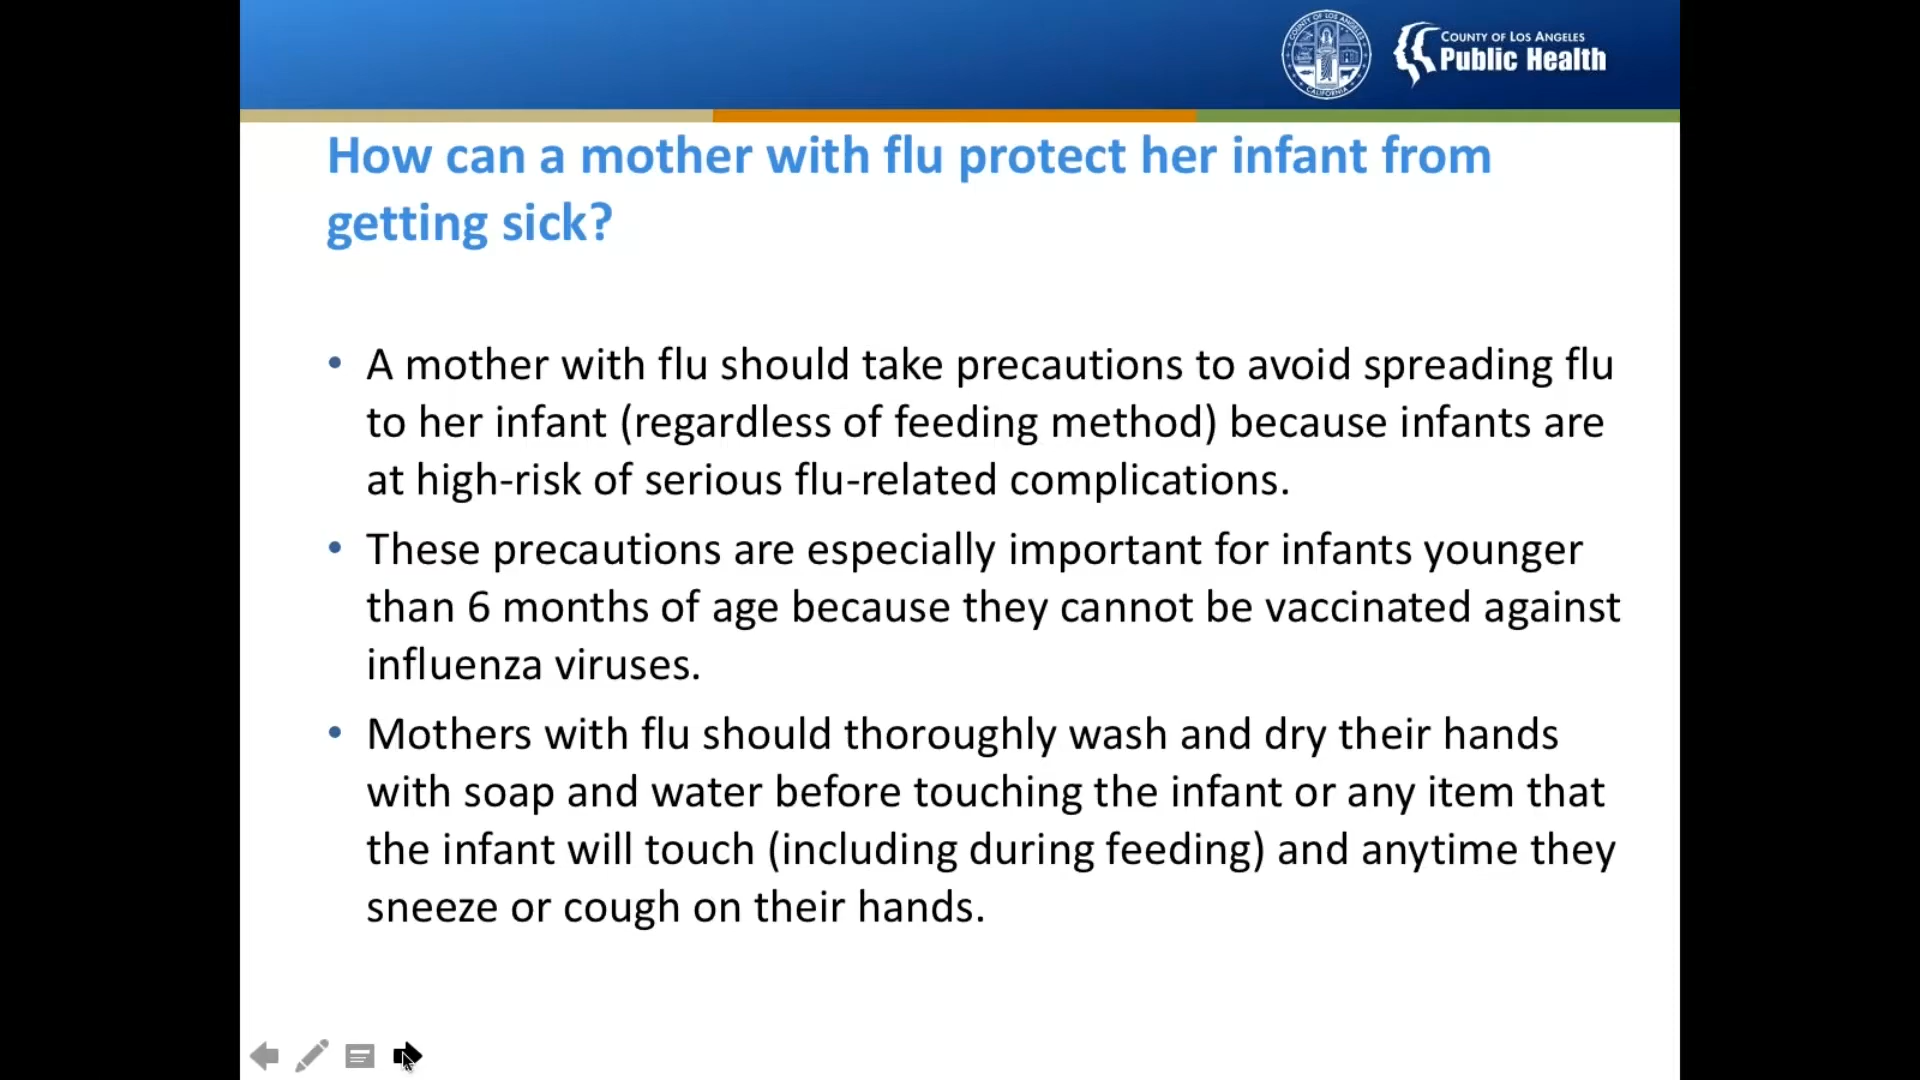 COUNTY OF LOS ANGELES
CALIFORNIA
COUNTY OF LOS ANGELES
Public Health
How can a mother with flu protect her infant from
getting sick?
• A mother with flu should take precautions to avoid spreading flu
to her infant (regardless of feeding method) because infants are
at high-risk of serious flu-related complications.
• These precautions are especially important for infants younger
than 6 months of age because they cannot be vaccinated against
influenza viruses.
• Mothers with flu should thoroughly wash and dry their hands
with soap and water before touching the infant or any item that
the infant will touch (including during feeding) and anytime they
sneeze or cough on their hands.